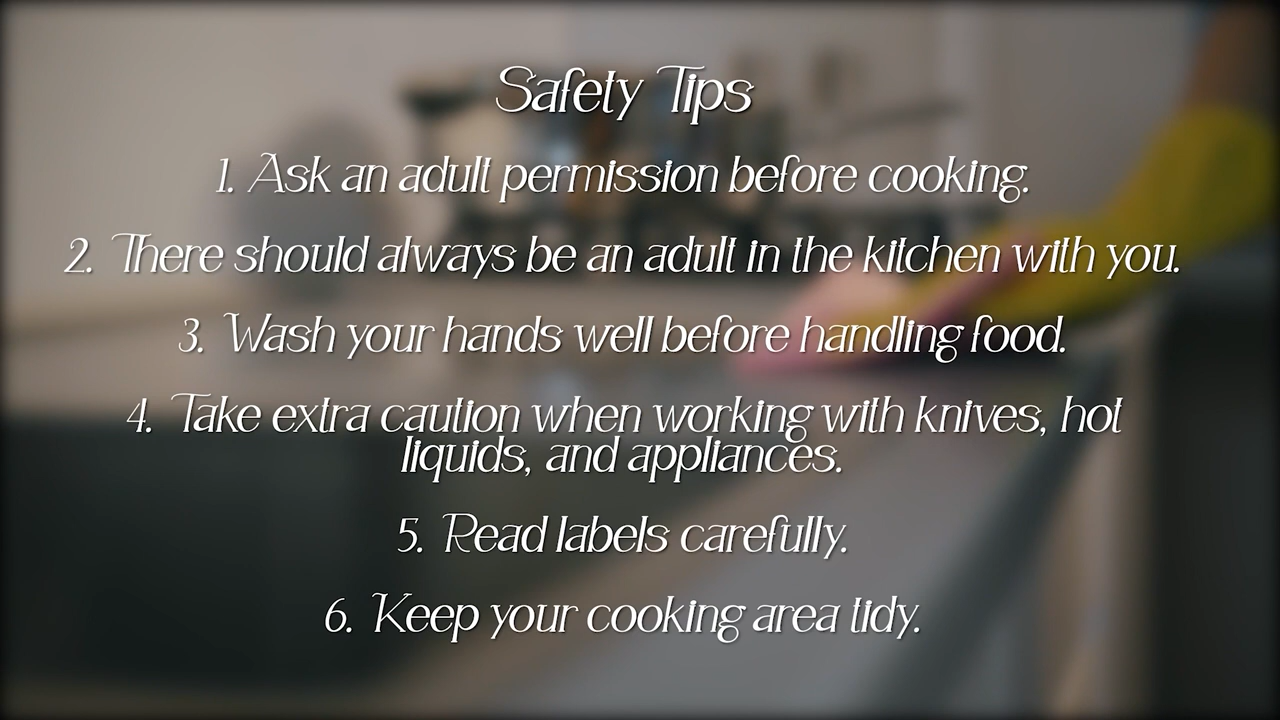 Safety Tips
1. Ask an adult permission before cooking.
2. There should always be an adult in the kitchen with you.
3. Wash your hands well before handling food.
4. Take extra caution when working with knives, hot
liquids, and appliances.
5. Read labels carefully.
6. Keep your cooking area tidy.